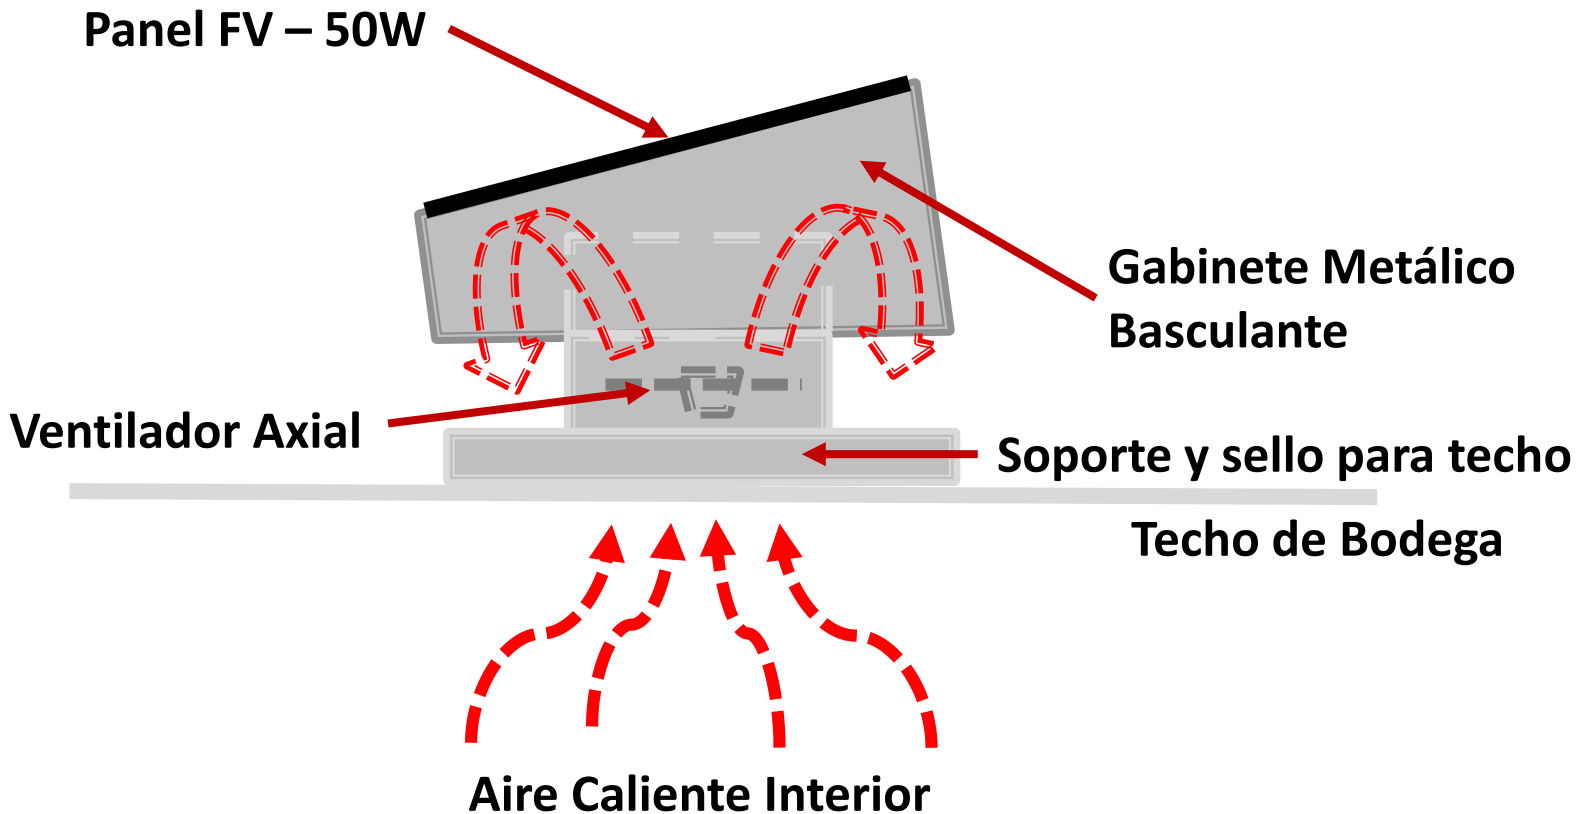 Panel FV – 50W
Gabinete Metálico
Basculante
Ventilador Axial
Soporte y sello para techo
Techo de Bodega
Aire Caliente Interior